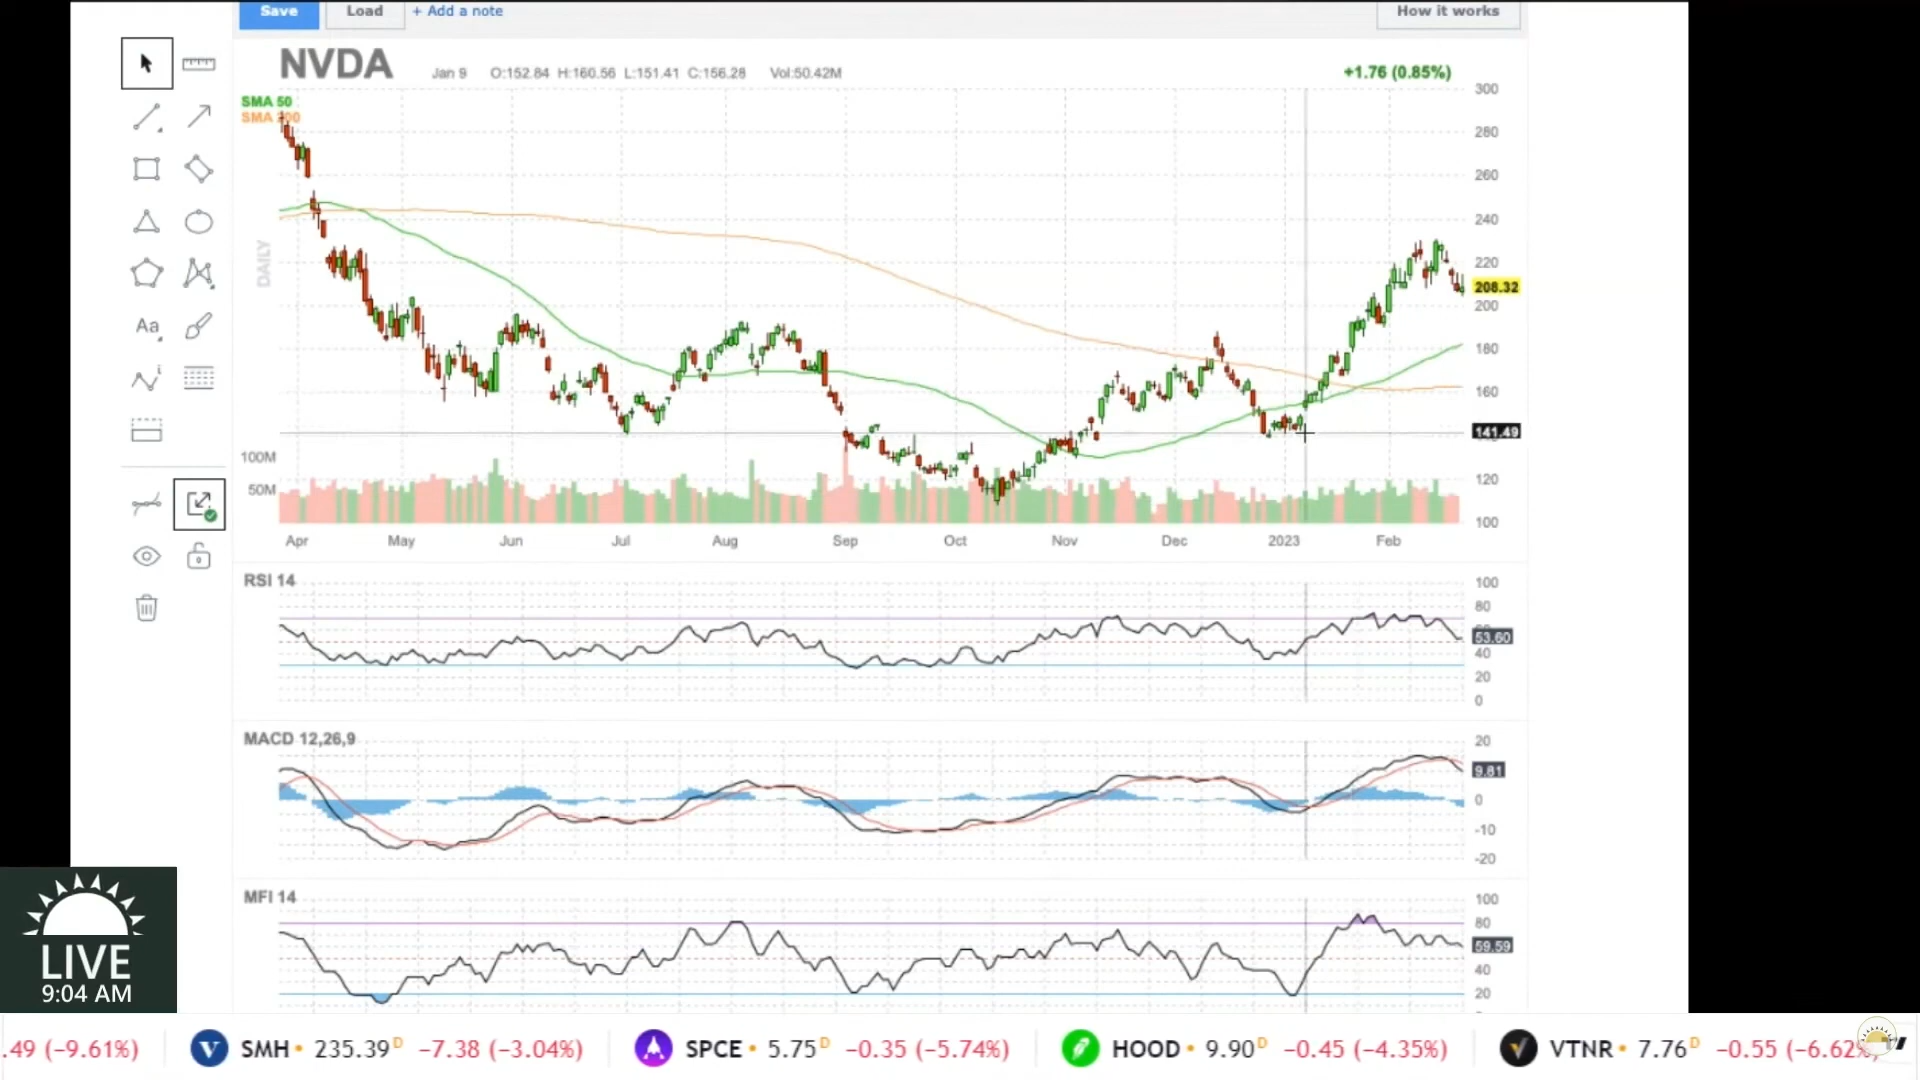 Save Load + Add a note How it works
NVDA Jan 9 O:152.84 H:160.56 L:151.41 C:156.28 Vol:50.42M +1.76 (0.85%)
SMA 50
SMA 200
DAILY
300
280
260
240
220
208.32
200
180
160
141.49
120
100
100M
50M
Aa
Apr May Jun Jul Aug Sep Oct Nov Dec 2023 Feb
RSI 14
100
80
53.60
40
20
0
MACD 12,26,9
20
9.81
0
-10
-20
MFI 14
100
80
59.59
40
20
LIVE
9:04 AM
.49 (−9.61%) SMH • 235.39 D −7.38 (−3.04%) SPCE • 5.75 D −0.35 (−5.74%) HOOD • 9.90 D −0.45 (−4.35%) VTNR • 7.76 D −0.55 (−6.62%)